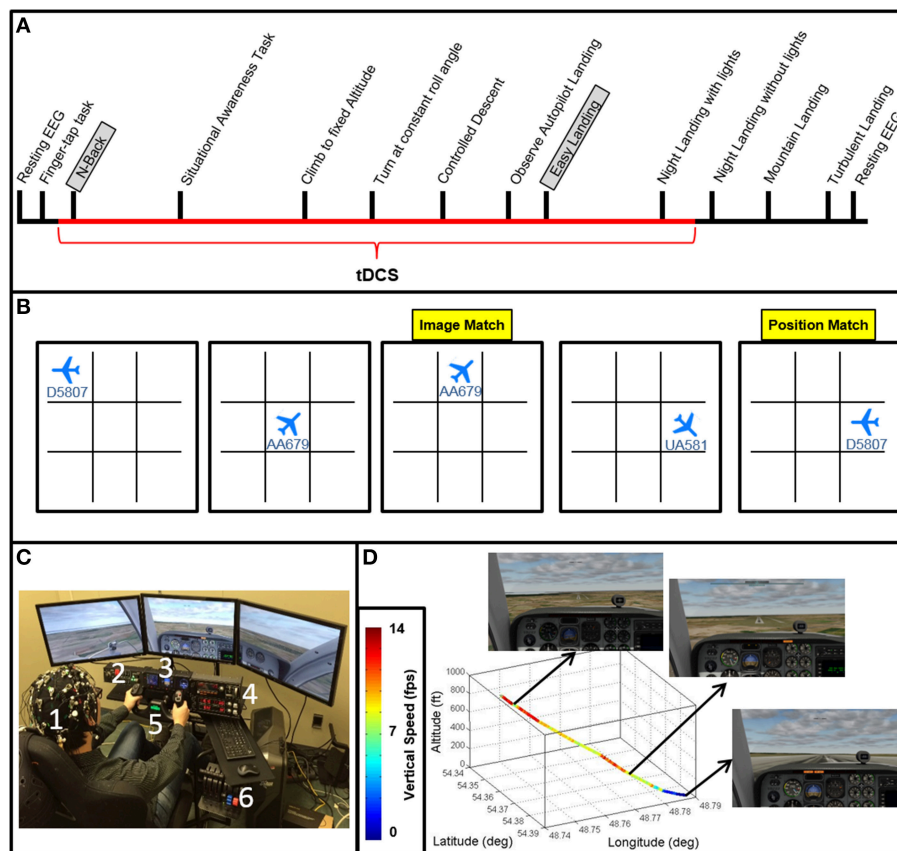 A
Resting EEG
Finger-tap task
N-Back
Situational Awareness Task
Climb to fixed Altitude
Turn at constant roll angle
Controlled Descent
Observe Autopilot Landing
Easy Landing
Night Landing with lights
Night Landing without lights
Mountain Landing
Turbulent Landing
Resting EEG
tDCS
B
Image Match
Position Match
D5807
AA679
AA679
UA581
D5807
C
1
2
3
4
5
6
D
14
7
0
Vertical Speed (fps)
1000
800
600
400
200
0
Altitude (ft)
54.34
54.35
54.36
54.37
54.38
54.39
Latitude (deg)
48.74
48.75
48.76
48.77
48.78
48.79
Longitude (deg)